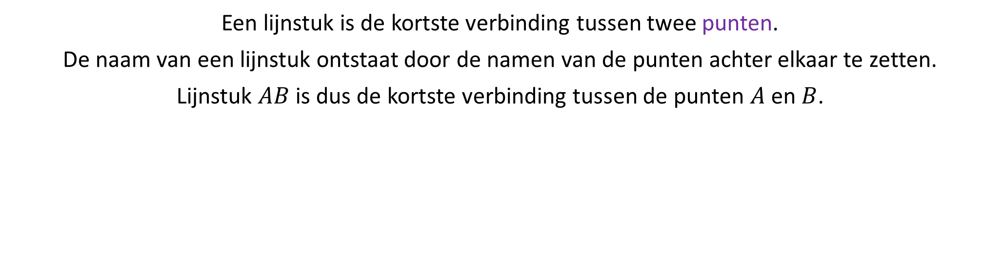 Een lijnstuk is de kortste verbinding tussen twee punten.
De naam van een lijnstuk ontstaat door de namen van de punten achter elkaar te zetten.
Lijnstuk AB is dus de kortste verbinding tussen de punten A en B.